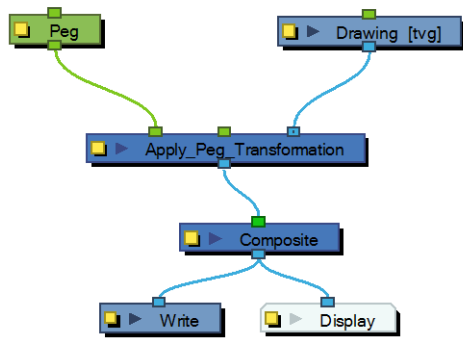 Peg
Drawing [tvg]
Apply_Peg_Transformation
Composite
Write
Display